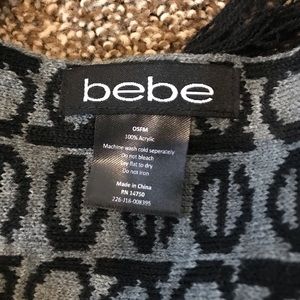 bebe
OSFM
100% Acrylic
Machine wash cold seperately
Do not bleach
Lay flat to dry
Do not iron
Made in China
RN 14750
226-J18-008395